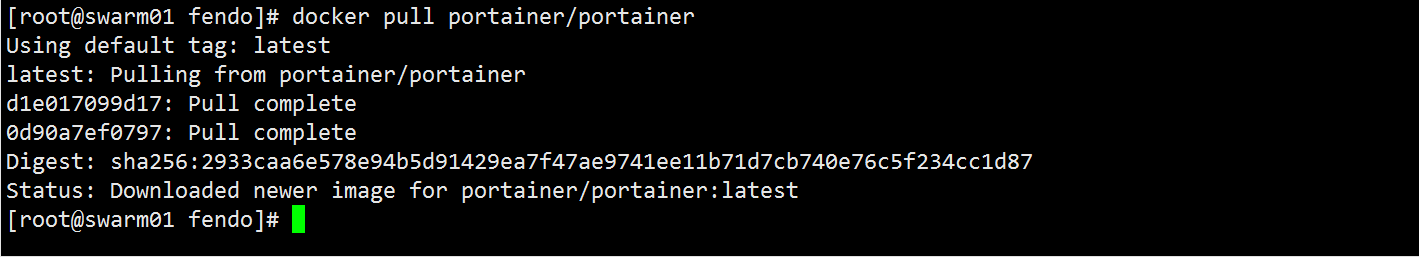 [root@swarm01 fendo]# docker pull portainer/portainer
Using default tag: latest
latest: Pulling from portainer/portainer
d1e017099d17: Pull complete
0d90a7ef0797: Pull complete
Digest: sha256:2933caa6e578e94b5d91429ea7f47ae9741ee11b71d7cb740e76c5f234cc1d87
Status: Downloaded newer image for portainer/portainer:latest
[root@swarm01 fendo]#